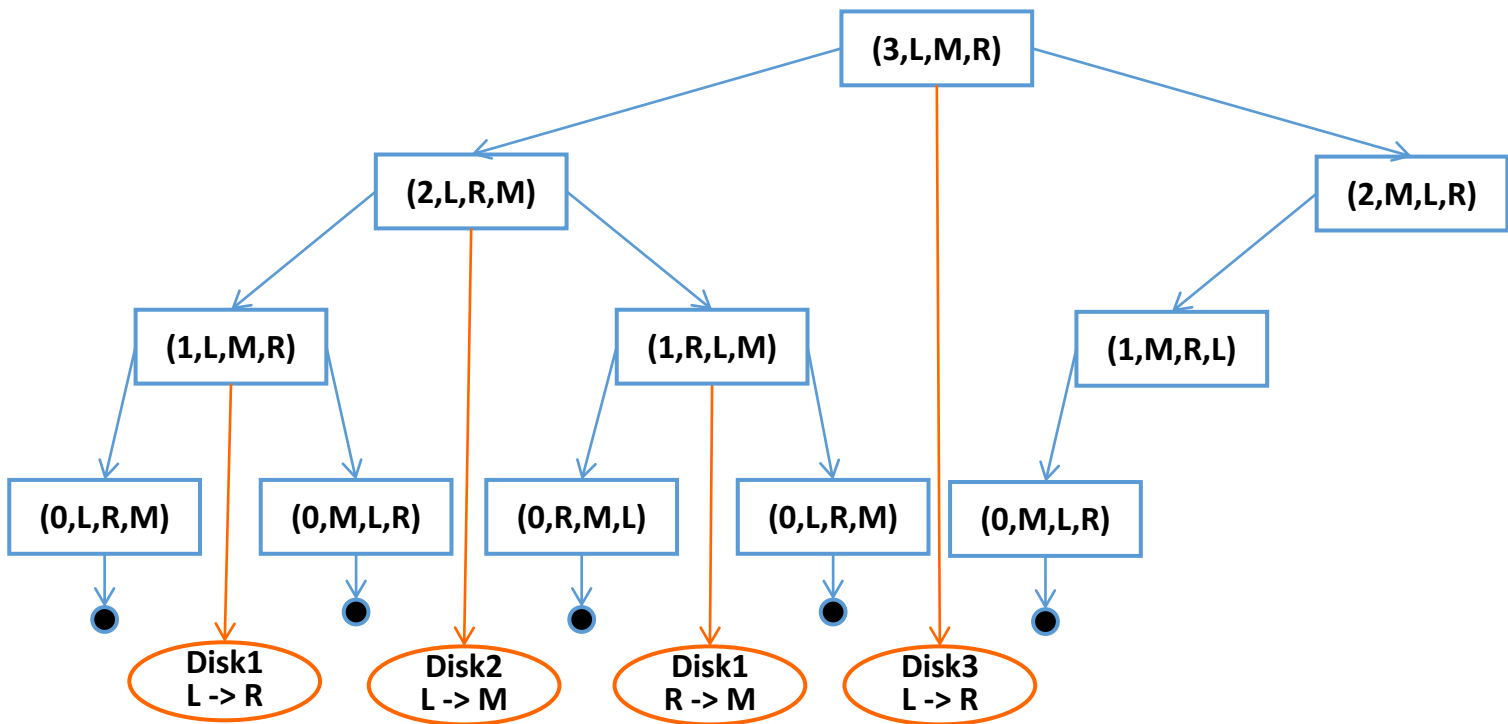 (3,L,M,R)
(2,L,R,M)
(2,M,L,R)
(1,L,M,R)
(1,R,L,M)
(1,M,R,L)
(0,L,R,M)
(0,M,L,R)
(0,R,M,L)
(0,L,R,M)
(0,M,L,R)
Disk1
L -> R
Disk2
L -> M
Disk1
R -> M
Disk3
L -> R